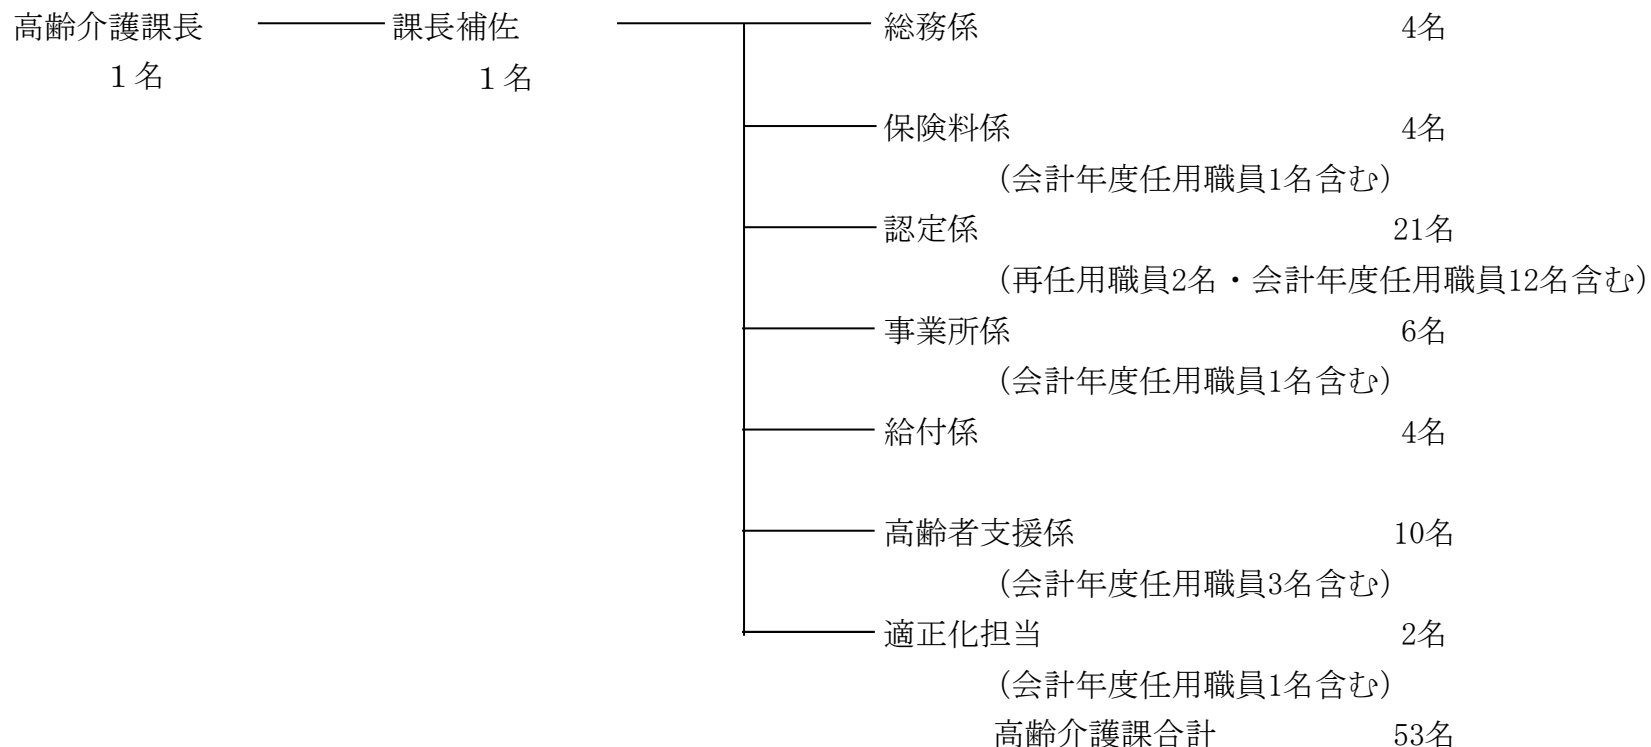 高齢介護課長 課長補佐 総務係 4名
１名 １名
保険料係 4名
（会計年度任用職員1名含む）
認定係 21名
（再任用職員2名・会計年度任用職員12名含む）
事業所係 6名
（会計年度任用職員1名含む）
給付係 4名
高齢者支援係 10名
（会計年度任用職員3名含む）
適正化担当 2名
（会計年度任用職員1名含む）
高齢介護課合計 53名